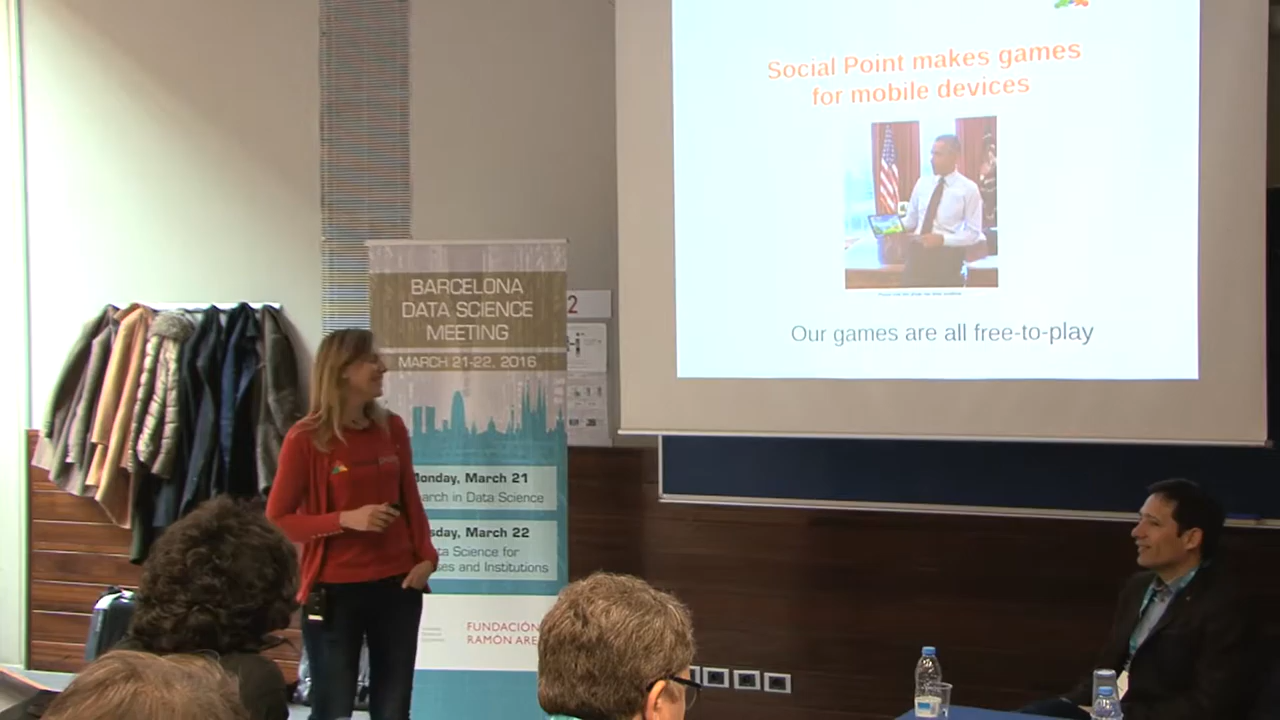 Social Point makes games
for mobile devices
Our games are all free-to-play
BARCELONA
DATA SCIENCE
MEETING
MARCH 21-22, 2016
onday, March 21
arch in Data Science
sday, March 22
ta Science for
ses and Institutions
FUNDACIÓN
RAMÓN ARE
2